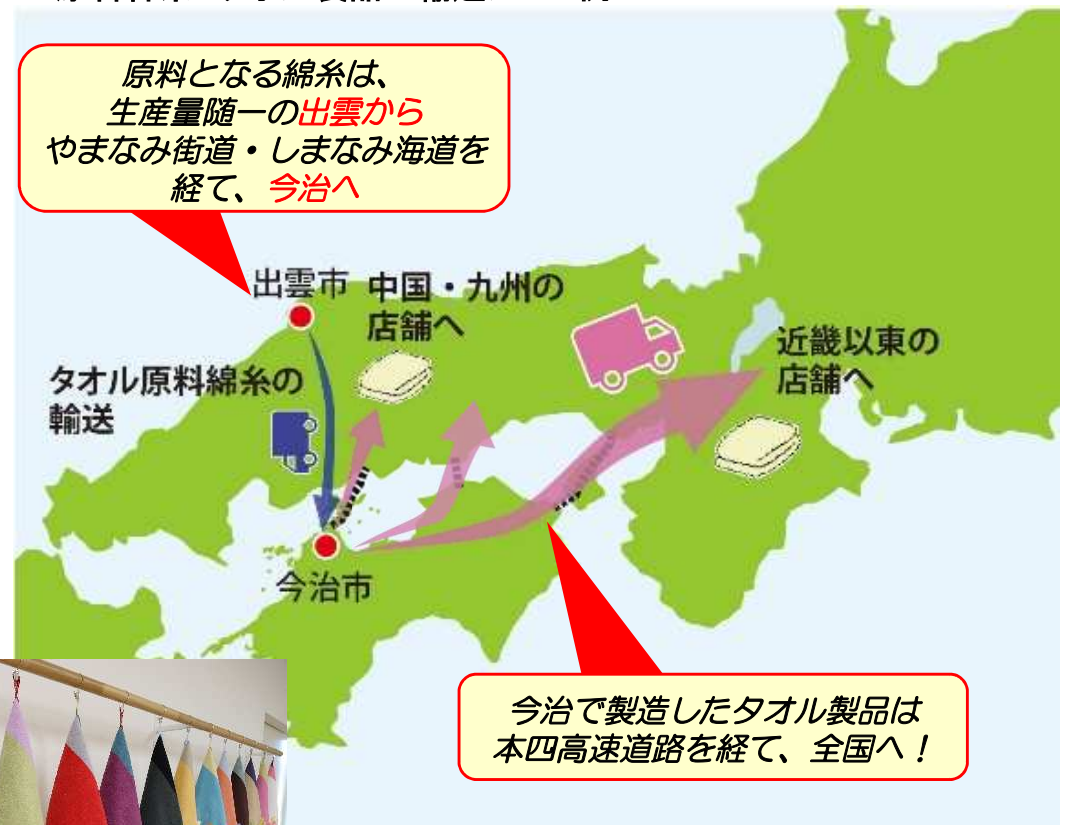 原料となる綿糸は、
生産量随一の出雲から
やまなみ街道・しまなみ海道を
経て、今治へ
出雲市
中国・九州の
店舗へ
近畿以東の
店舗へ
タオル原料綿糸の
輸送
今治市
今治で製造したタオル製品は
本四高速道路を経て、全国へ！